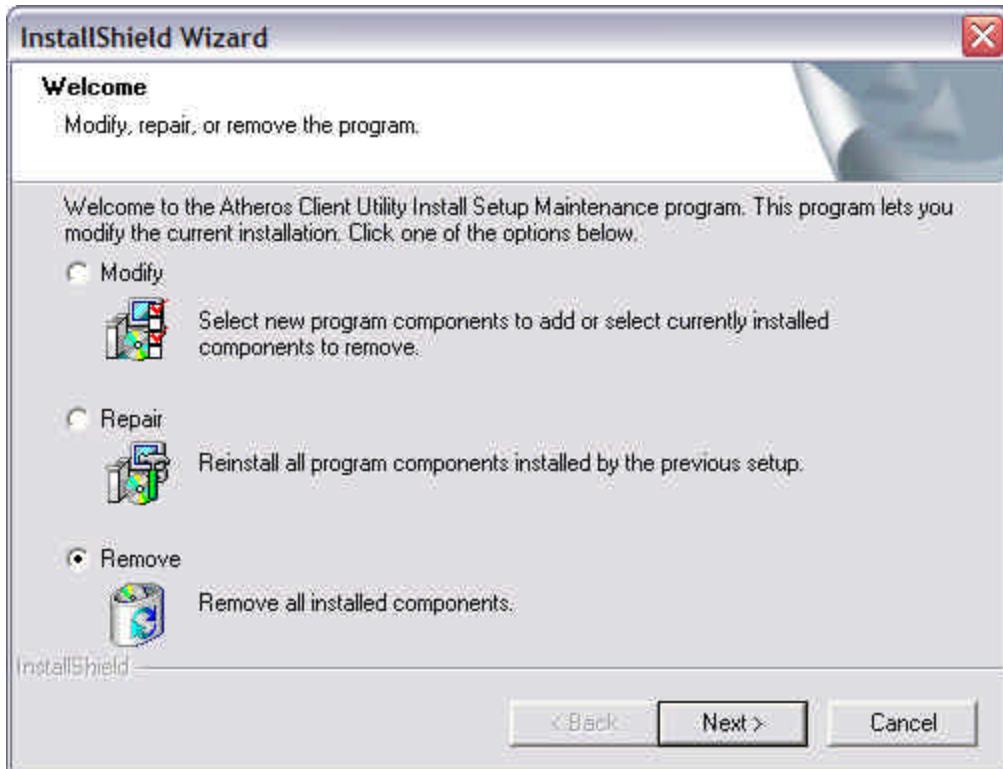 InstallShield Wizard
Welcome
Modify, repair, or remove the program.
Welcome to the Atheros Client Utility Install Setup Maintenance program. This program lets you
modify the current installation. Click one of the options below.
Modify
Select new program components to add or select currently installed
components to remove.
Repair
Reinstall all program components installed by the previous setup.
Remove
Remove all installed components.
InstallShield
< Back
Next >
Cancel